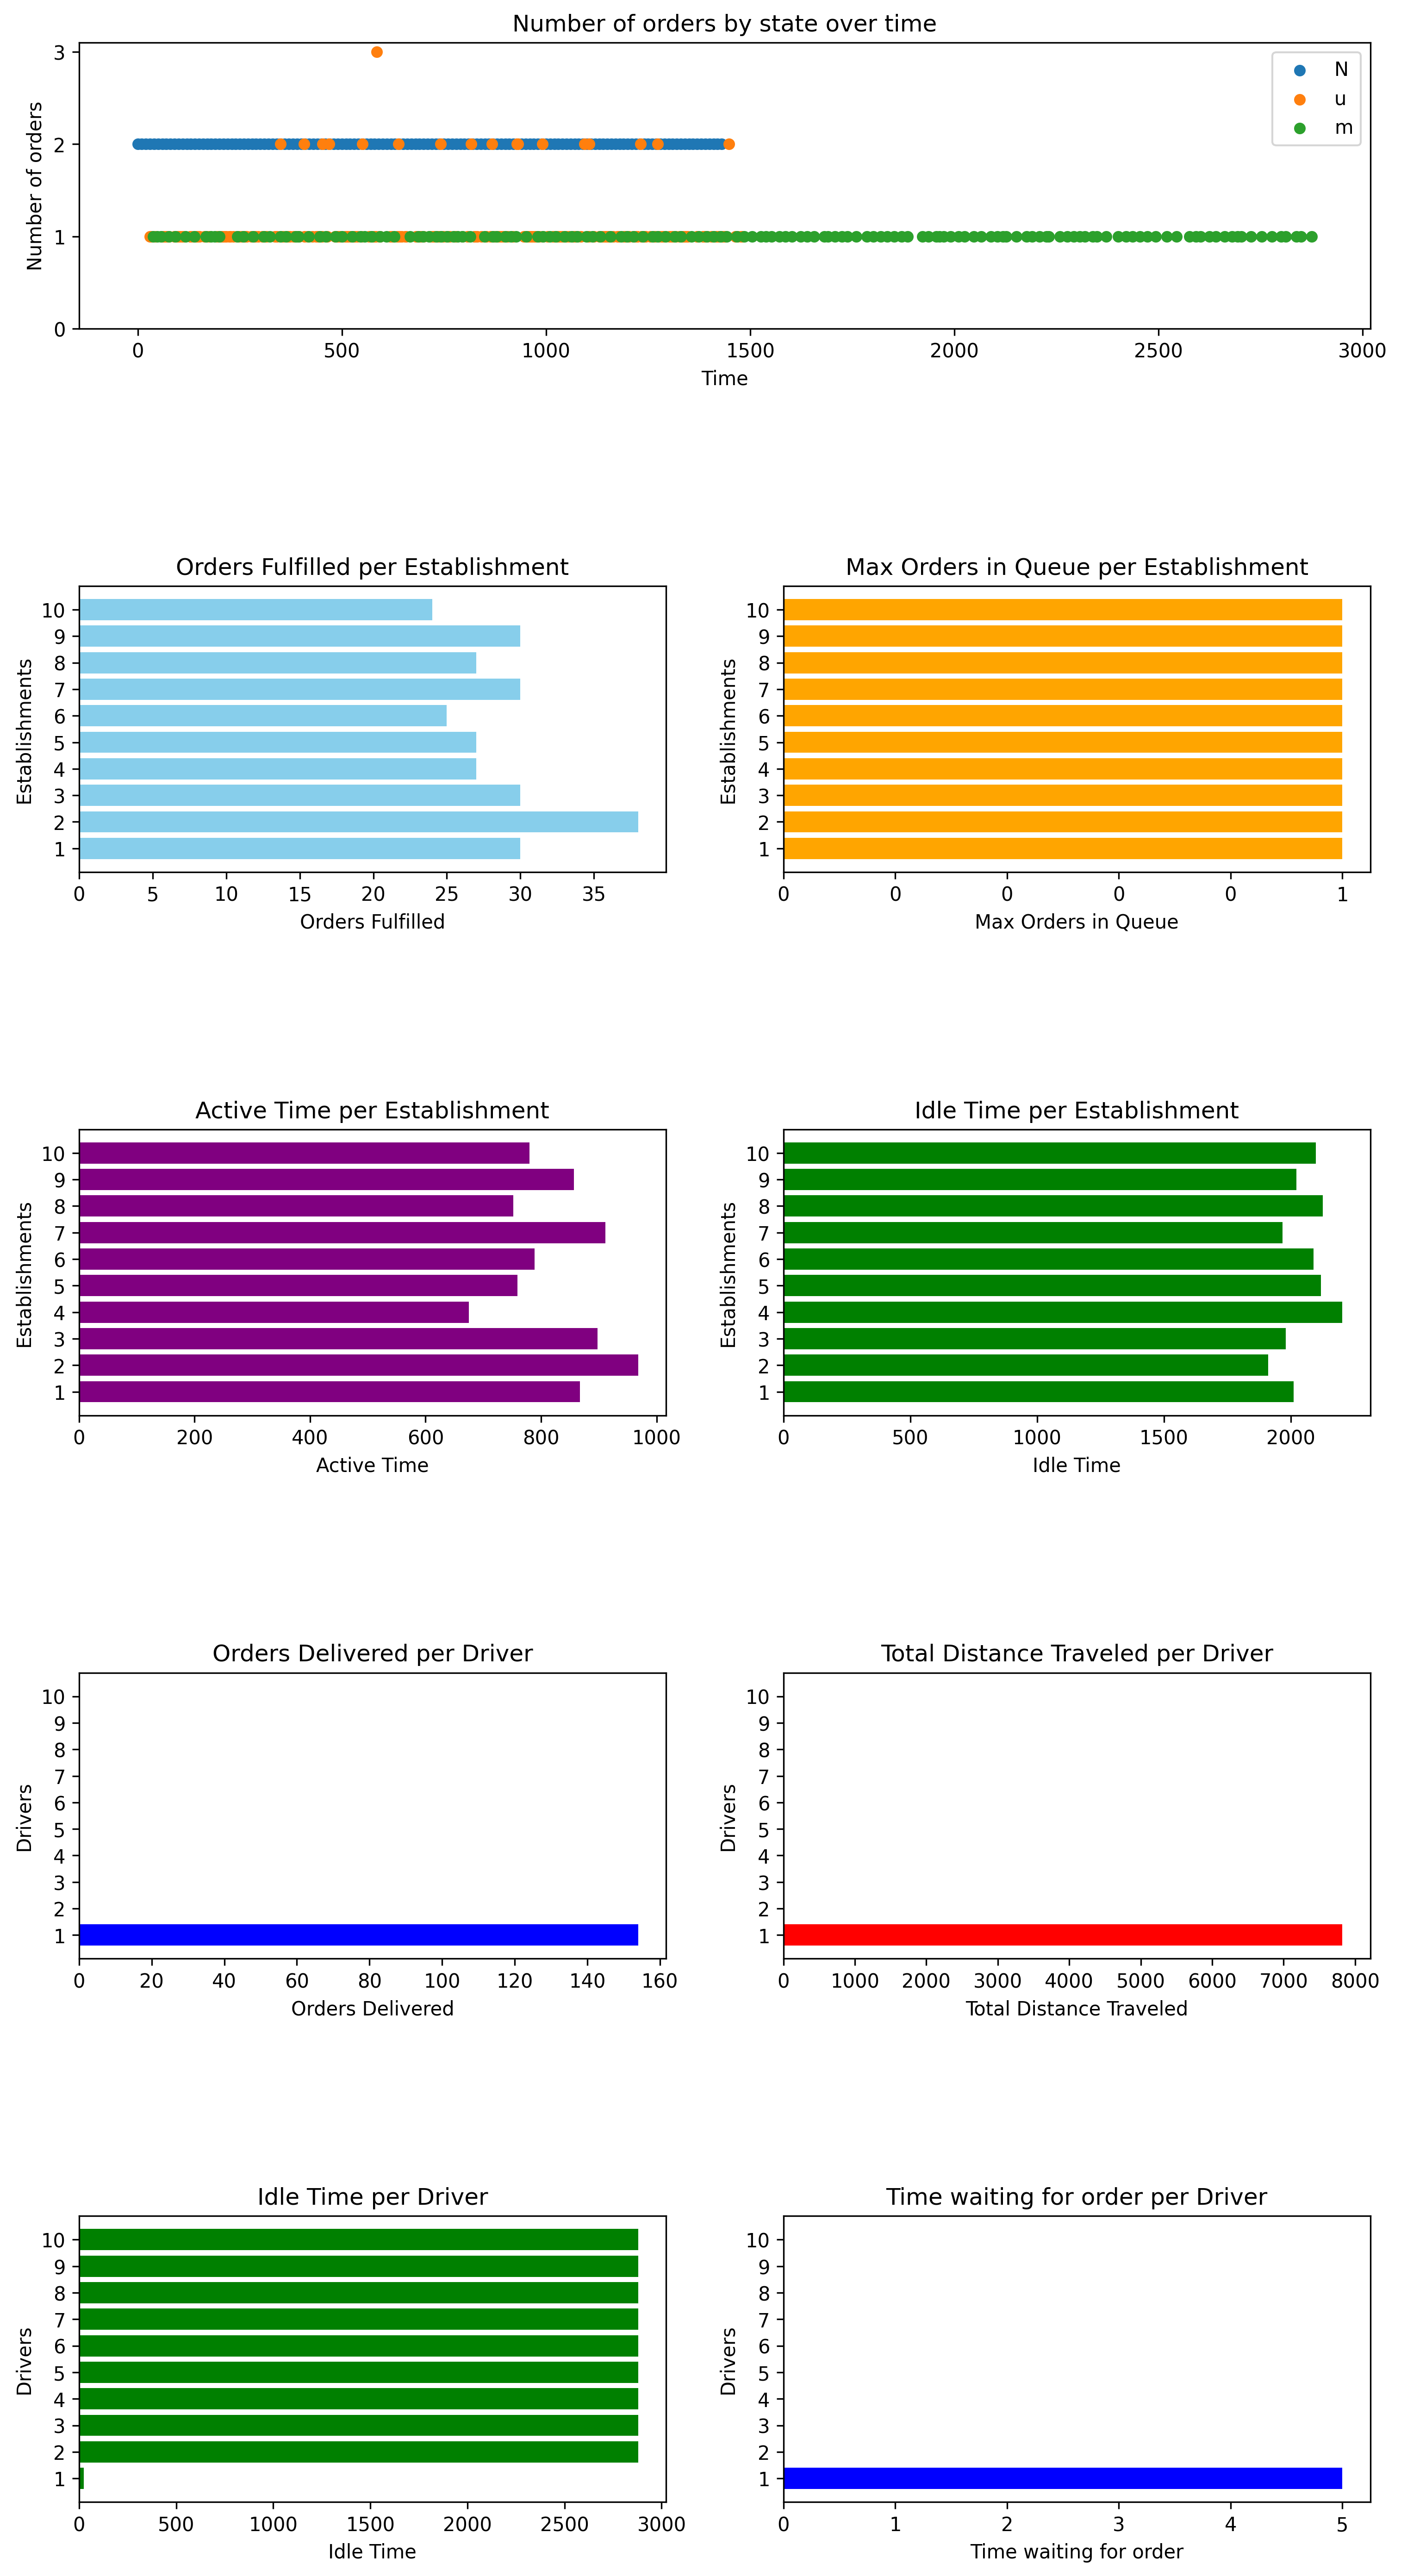 Number of orders by state over time
Number of orders
3
2
1
0
N
u
m
0 500 1000 1500 2000 2500 3000
Time
Orders Fulfilled per Establishment
Establishments
10
9
8
7
6
5
4
3
2
1
0 5 10 15 20 25 30 35
Orders Fulfilled
Max Orders in Queue per Establishment
Establishments
10
9
8
7
6
5
4
3
2
1
0 0 0 0 0 1
Max Orders in Queue
Active Time per Establishment
Establishments
10
9
8
7
6
5
4
3
2
1
0 200 400 600 800 1000
Active Time
Idle Time per Establishment
Establishments
10
9
8
7
6
5
4
3
2
1
0 500 1000 1500 2000
Idle Time
Orders Delivered per Driver
Drivers
10
9
8
7
6
5
4
3
2
1
0 20 40 60 80 100 120 140 160
Orders Delivered
Total Distance Traveled per Driver
Drivers
10
9
8
7
6
5
4
3
2
1
0 1000 2000 3000 4000 5000 6000 7000 8000
Total Distance Traveled
Idle Time per Driver
Drivers
10
9
8
7
6
5
4
3
2
1
0 500 1000 1500 2000 2500 3000
Idle Time
Time waiting for order per Driver
Drivers
10
9
8
7
6
5
4
3
2
1
0 1 2 3 4 5
Time waiting for order